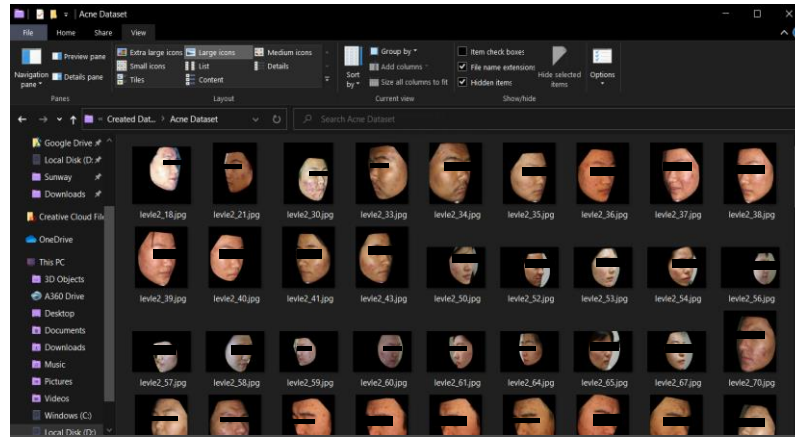 Acne Dataset
File Home Share View
Navigation pane
Preview pane
Details pane
Panes
Extra large icons Large icons Medium icons
Small icons List Details
Tiles Content
Layout
Sort by
Group by
Add columns
Size all columns to fit
Current view
Item check boxes
File name extensions
Hidden items
Hide selected items
Show/hide
Options
Created Dat... > Acne Dataset
Search Acne Dataset
Google Drive
Local Disk (D:
Sunway
Downloads
Creative Cloud File
OneDrive
This PC
3D Objects
A360 Drive
Desktop
Documents
Downloads
Music
Pictures
Videos
Windows (C:)
Local Disk (D:)
levle2_18.jpg levle2_21.jpg levle2_30.jpg levle2_33.jpg levle2_34.jpg levle2_35.jpg levle2_36.jpg levle2_37.jpg levle2_38.jpg
levle2_39.jpg levle2_40.jpg levle2_41.jpg levle2_43.jpg levle2_50.jpg levle2_52.jpg levle2_53.jpg levle2_54.jpg levle2_56.jpg
levle2_57.jpg levle2_58.jpg levle2_59.jpg levle2_60.jpg levle2_61.jpg levle2_64.jpg levle2_65.jpg levle2_67.jpg levle2_70.jpg